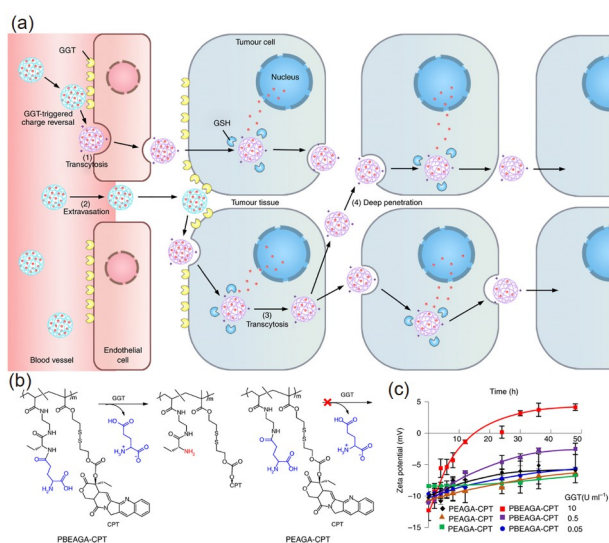 (a)
GGT
Tumour cell
Nucleus
GGT-triggered
charge reversal
GSH
(1)
Transcytosis
(2)
Extravasation
Tumour tissue
(4) Deep penetration
(3)
Transcytosis
Blood vessel
Endothelial
cell
(b)
GGT
GGT
CPT
CPT
CPT
PBEAGA-CPT
PEAGA-CPT
(c)
Time (h)
Zeta potential (mV)
5
0
-5
-10
-15
10 20 30 40 50
GGT(U ml⁻¹)
PEAGA-CPT PBEAGA-CPT 10
PEAGA-CPT PBEAGA-CPT 0.5
PEAGA-CPT PBEAGA-CPT 0.05